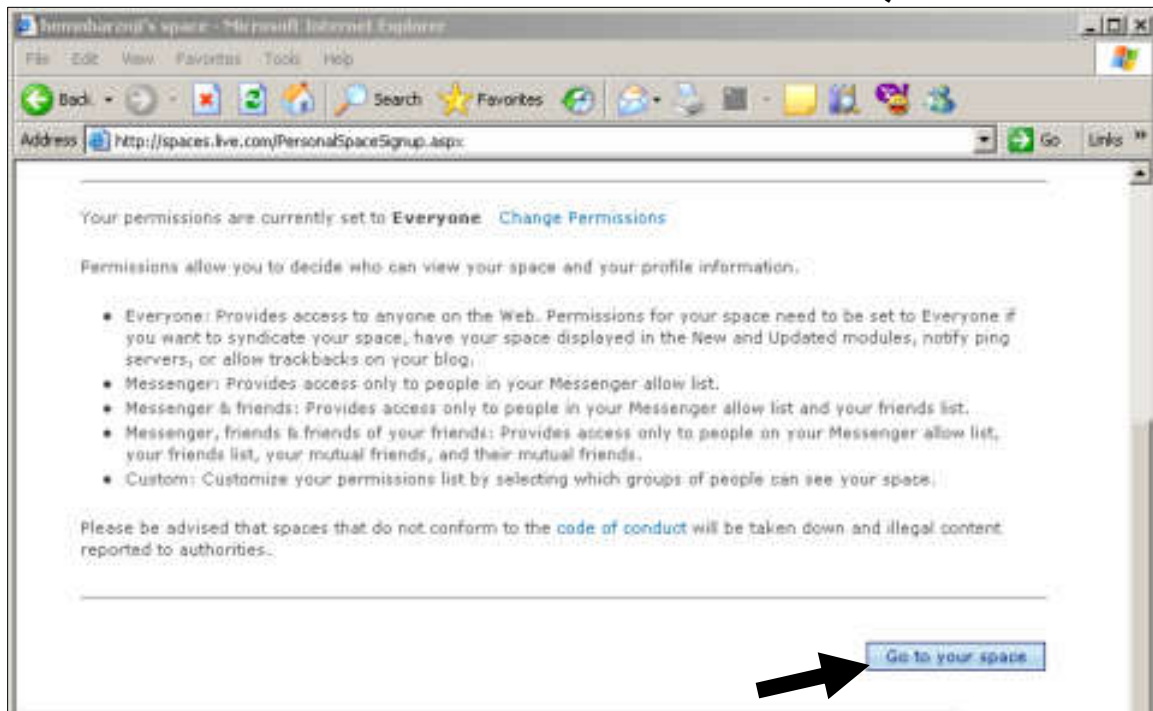 space - Microsoft Internet Explorer
File Edit View Favorites Tools Help
Back Search Favorites
Address http://spaces.live.com/PersonalSpaceSignup.aspx Go Links »
Your permissions are currently set to Everyone Change Permissions
Permissions allow you to decide who can view your space and your profile information.
• Everyone: Provides access to anyone on the Web. Permissions for your space need to be set to Everyone if
you want to syndicate your space, have your space displayed in the New and Updated modules, notify ping
servers, or allow trackbacks on your blog.
• Messenger: Provides access only to people in your Messenger allow list.
• Messenger & friends: Provides access only to people in your Messenger allow list and your friends list.
• Messenger, friends & friends of your friends: Provides access only to people on your Messenger allow list,
your friends list, your mutual friends, and their mutual friends.
• Custom: Customize your permissions list by selecting which groups of people can see your space.
Please be advised that spaces that do not conform to the code of conduct will be taken down and illegal content
reported to authorities.
Go to your space